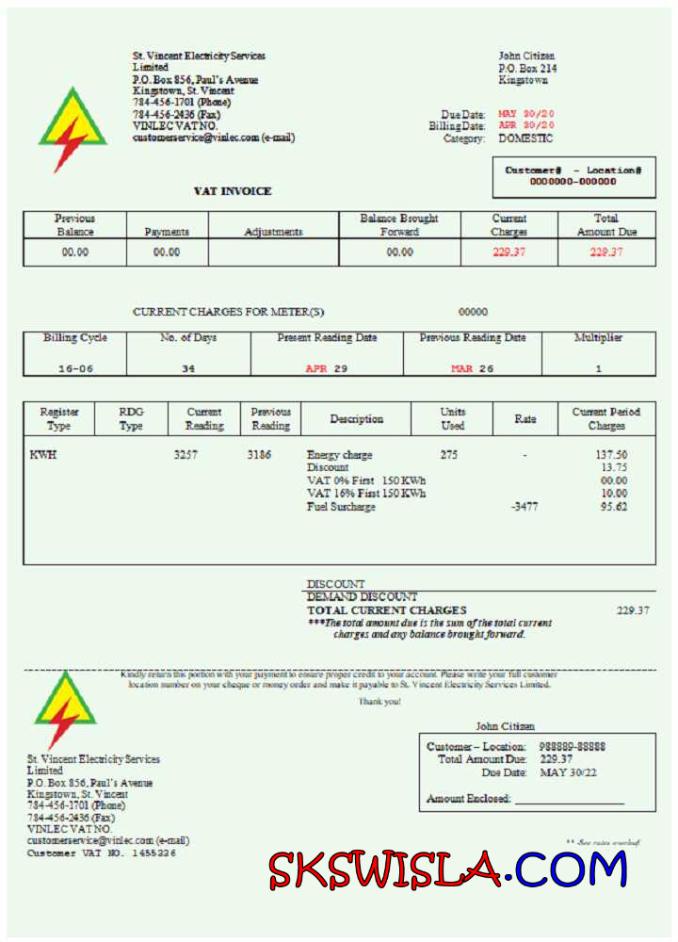 St. Vincent Electricity Services
Limited
P.O. Box 856, Paul's Avenue
Kingstown, St. Vincent
784-456-1701 (Phone)
784-456-2436 (Fax)
VINLEC VAT NO.
customerservice@vinlec.com (e-mail)
John Citizen
P.O. Box 214
Kingstown
Due Date: MAY 30/20
Billing Date: APR 30/20
Category: DOMESTIC
Customer# - Location#
0000000-000000
VAT INVOICE
Previous Balance Payments Adjustments Balance Brought Forward Current Charges Total Amount Due
00.00 00.00 00.00 229.37 229.37
CURRENT CHARGES FOR METER(S) 00000
Billing Cycle No. of Days Present Reading Date Previous Reading Date Multiplier
16-06 34 APR 29 MAR 26 1
Register Type RDG Type Current Reading Previous Reading Description Units Used Rate Current Period Charges
KWH 3257 3186 Energy charge 275 - 137.50
Discount 13.75
VAT 0% First 150 KWh 00.00
VAT 16% First 150 KWh 10.00
Fuel Surcharge -3477 95.62
DISCOUNT
DEMAND DISCOUNT
TOTAL CURRENT CHARGES 229.37
***The total amount due is the sum of the total current
charges and any balance brought forward.
Kindly return this portion with your payment to ensure proper credit to your account. Please write your full customer
location number on your cheque or money order and make it payable to St. Vincent Electricity Services Limited.
Thank you!
John Citizen
Customer – Location: 988889-88888
Total Amount Due: 229.37
Due Date: MAY 30/22
Amount Enclosed:
St. Vincent Electricity Services
Limited
P.O. Box 856, Paul's Avenue
Kingstown, St. Vincent
784-456-1701 (Phone)
784-456-2436 (Fax)
VINLEC VAT NO.
customerservice@vinlec.com (e-mail)
Customer VAT NO. 1455226
** See rates overleaf
SKSWISLA.COM